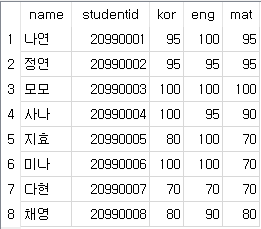 name studentid kor eng mat
1 나연 20990001 95 100 95
2 정연 20990002 95 95 95
3 모모 20990003 100 100 100
4 사나 20990004 100 95 90
5 지효 20990005 80 100 70
6 미나 20990006 100 100 70
7 다현 20990007 70 70 70
8 채영 20990008 80 90 80